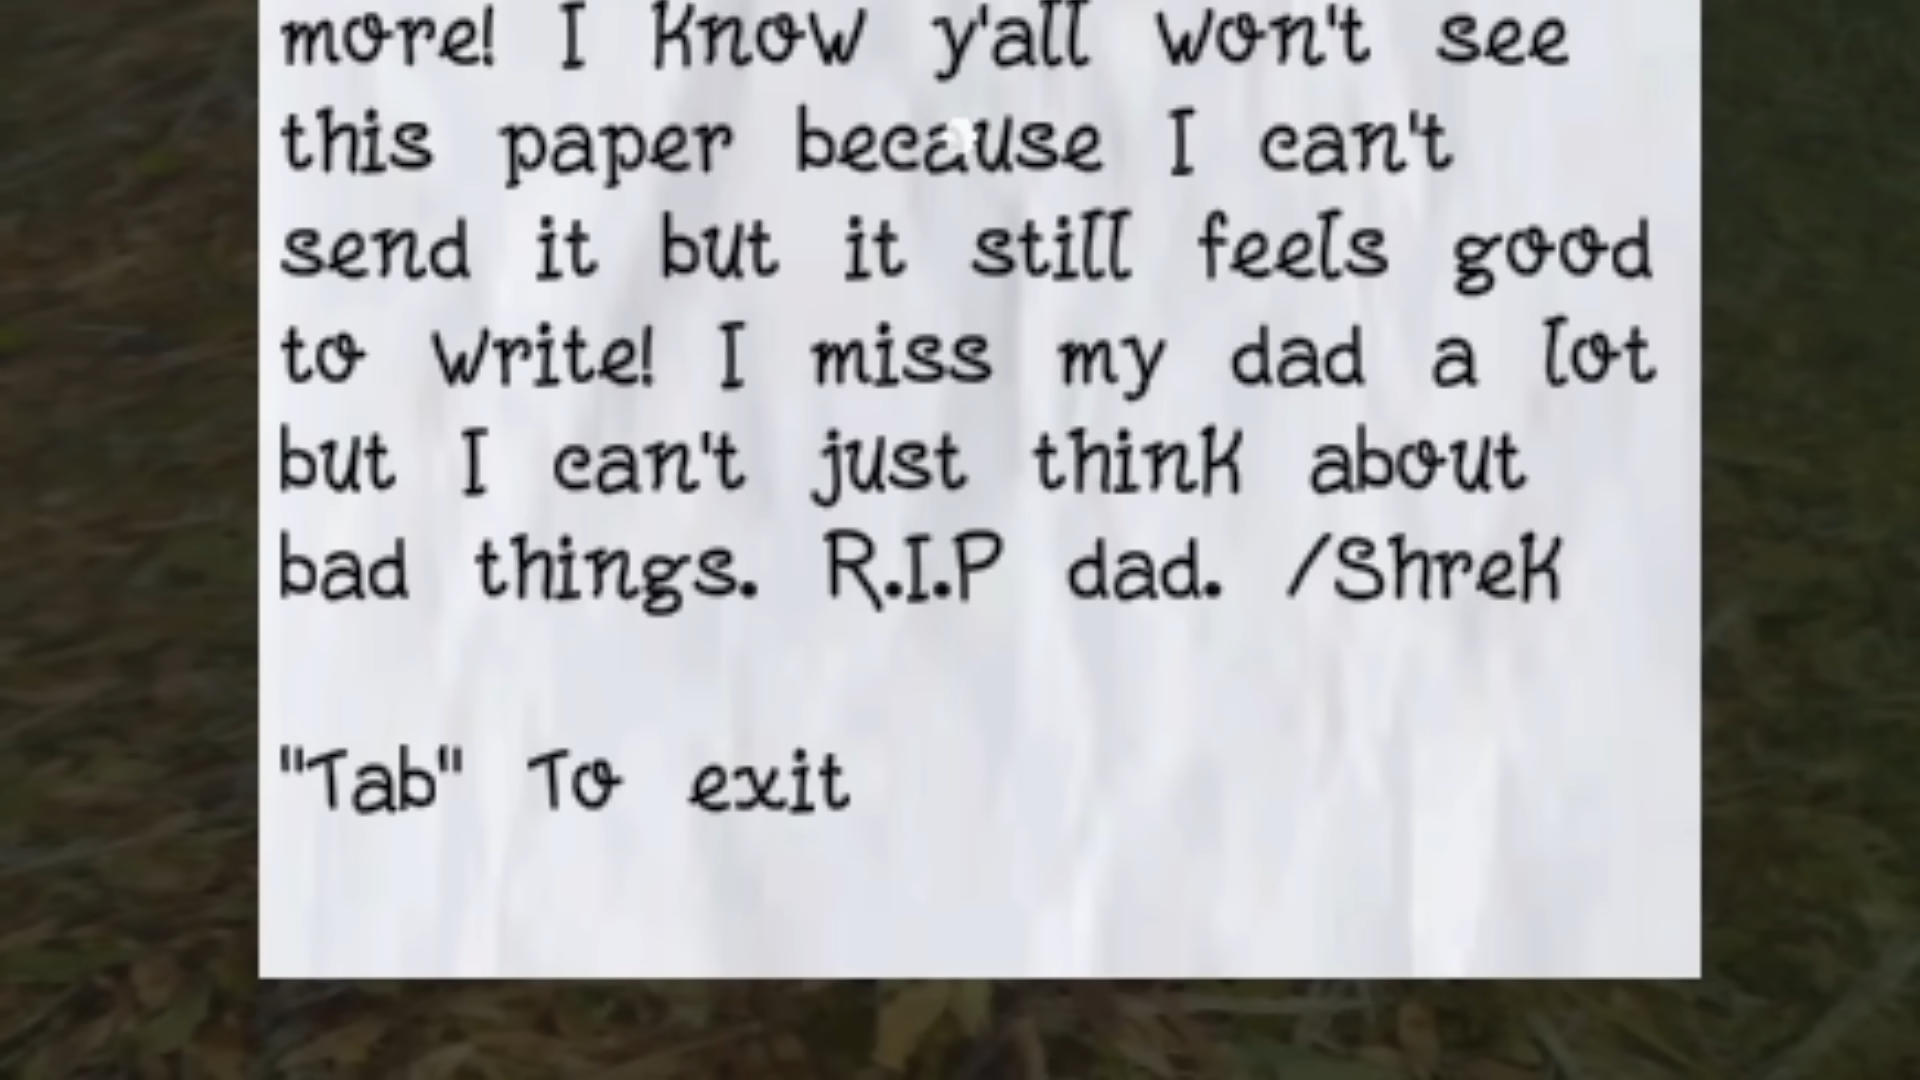 more! I know y'all won't see
this paper because I can't
send it but it still feels good
to write! I miss my dad a lot
but I can't just think about
bad things. R.I.P dad. /Shrek
"Tab" To exit